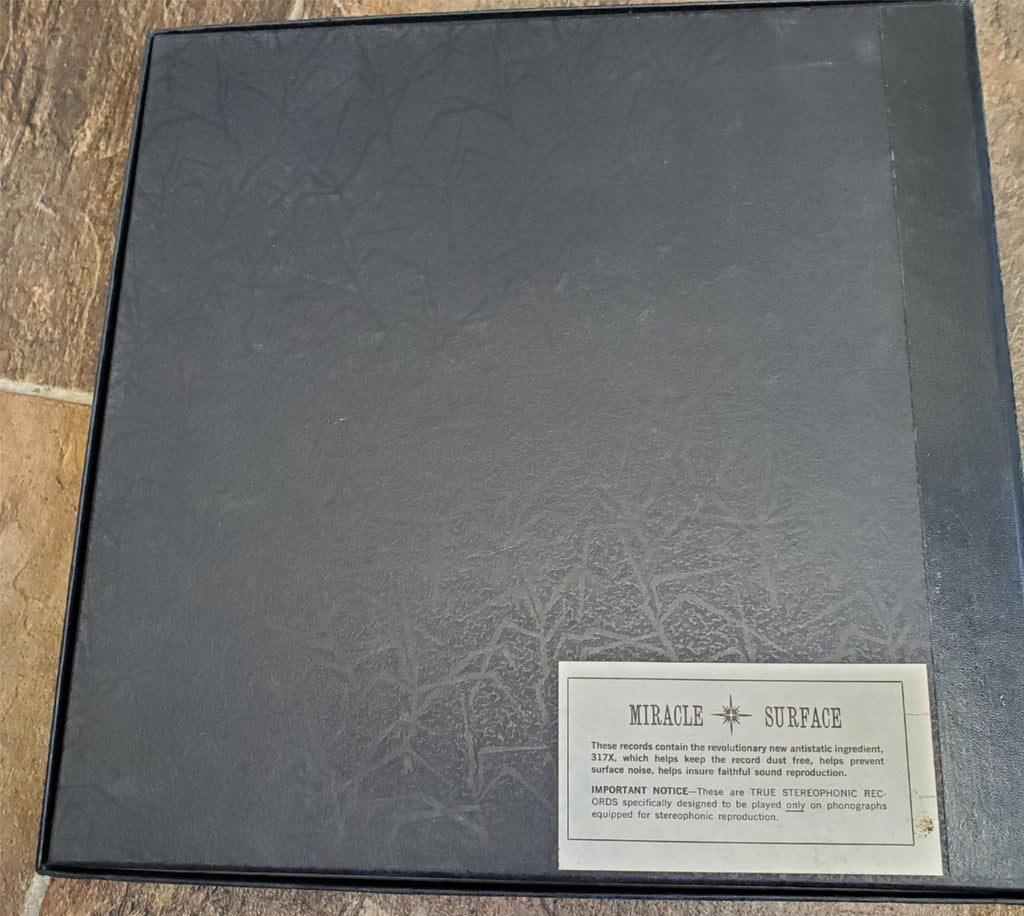 MIRACLE SURFACE
These records contain the revolutionary new antistatic ingredient,
317X, which helps keep the record dust free, helps prevent
surface noise, helps insure faithful sound reproduction.
IMPORTANT NOTICE—These are TRUE STEREOPHONIC REC-
ORDS specifically designed to be played only on phonographs
equipped for stereophonic reproduction.